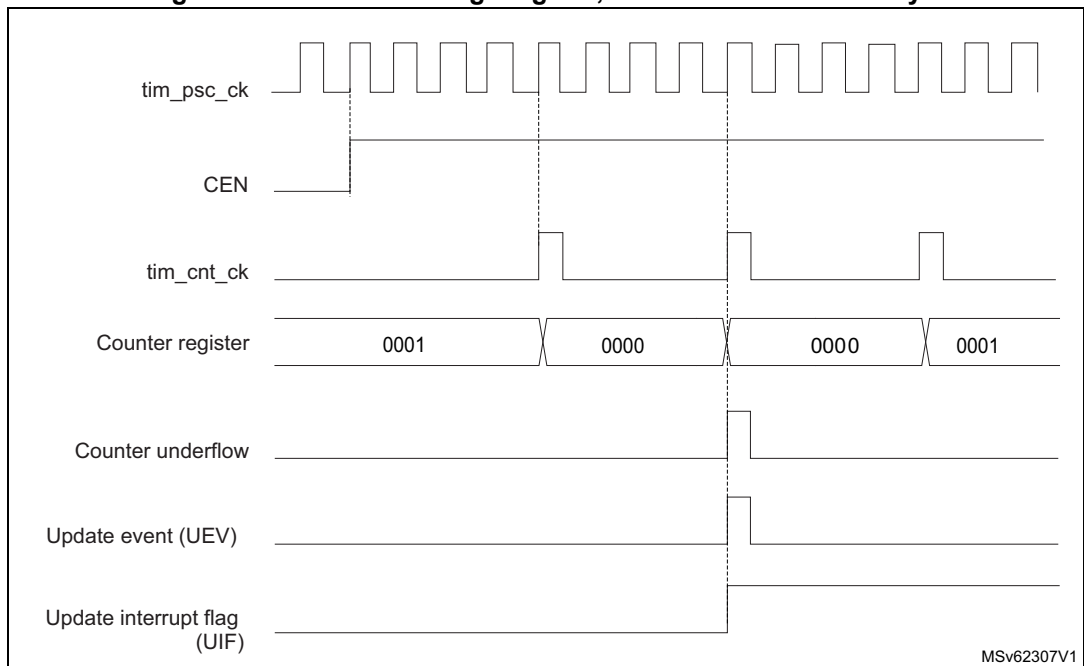 tim_psc_ck
CEN
tim_cnt_ck
Counter register 0001 0000 0000 0001
Counter underflow
Update event (UEV)
Update interrupt flag
(UIF)
MSv62307V1